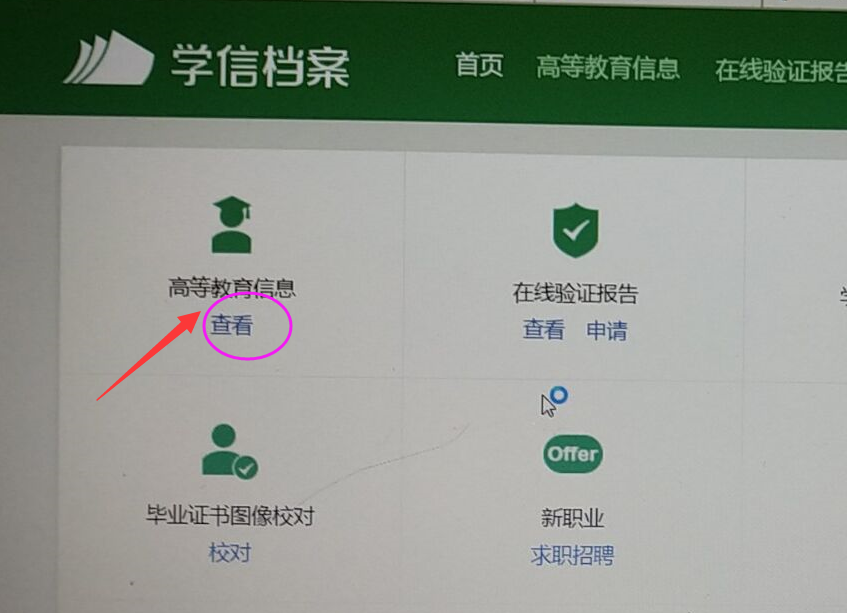 学信档案
首页 高等教育信息 在线验证报告
高等教育信息
查看
在线验证报告
查看 申请
毕业证书图像校对
校对
Offer
新职业
求职招聘